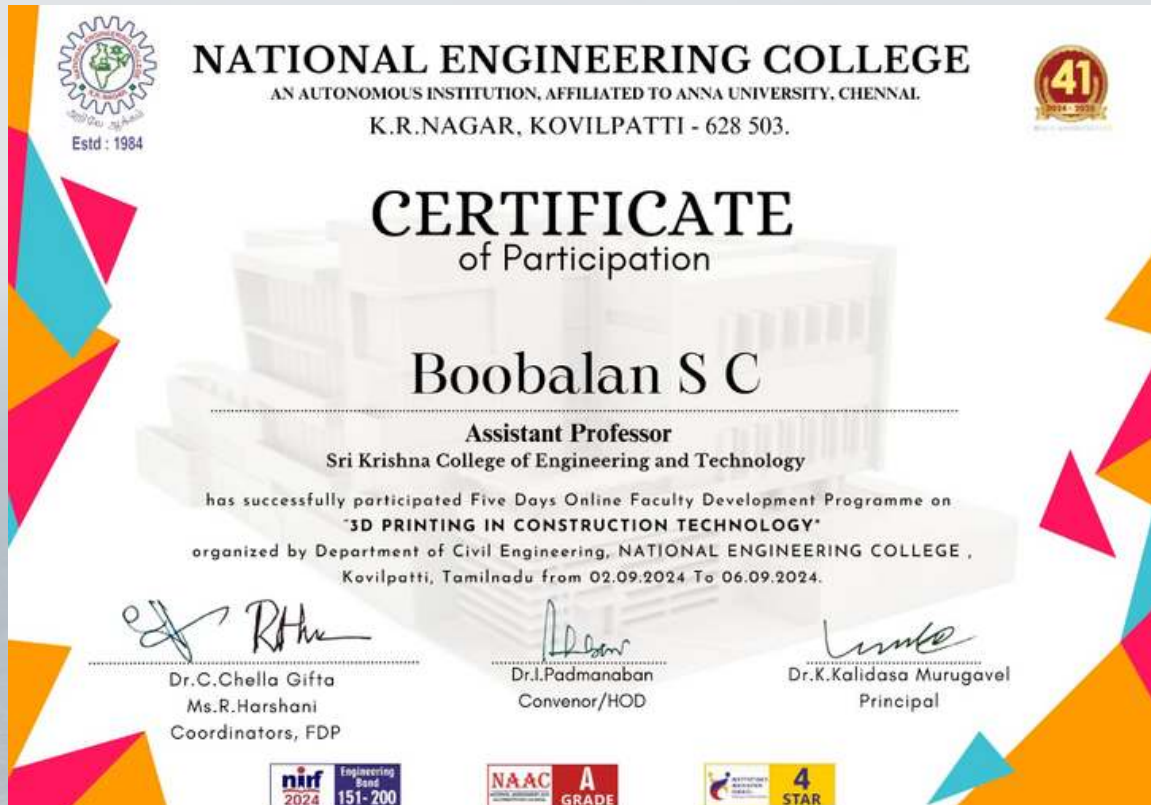 NATIONAL ENGINEERING COLLEGE
K.R.NAGAR
Estd : 1984
NATIONAL ENGINEERING COLLEGE
AN AUTONOMOUS INSTITUTION, AFFILIATED TO ANNA UNIVERSITY, CHENNAI.
K.R.NAGAR, KOVILPATTI - 628 503.
41
CERTIFICATE
of Participation
Boobalan S C
Assistant Professor
Sri Krishna College of Engineering and Technology
has successfully participated Five Days Online Faculty Development Programme on
"3D PRINTING IN CONSTRUCTION TECHNOLOGY"
organized by Department of Civil Engineering, NATIONAL ENGINEERING COLLEGE ,
Kovilpatti, Tamilnadu from 02.09.2024 To 06.09.2024.
Dr.C.Chella Gifta
Ms.R.Harshani
Coordinators, FDP
Dr.I.Padmanaban
Convenor/HOD
Dr.K.Kalidasa Murugavel
Principal
nirf
2024
Engineering
Band
151-200
NAAC
A
GRADE
4
STAR